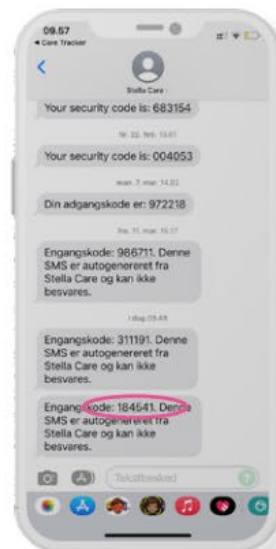 09.57
Care Tracker
Stella Care
Your security code is: 683154
Your security code is: 004053
Din adgangskode er: 972218
Engangskode: 986711. Denne
SMS er autogenereret fra
Stella Care og kan ikke
besvares.
I dag 09.48
Engangskode: 311191. Denne
SMS er autogenereret fra
Stella Care og kan ikke
besvares.
Engangskode: 184541. Denne
SMS er autogenereret fra
Stella Care og kan ikke
besvares.
Tekstbesked